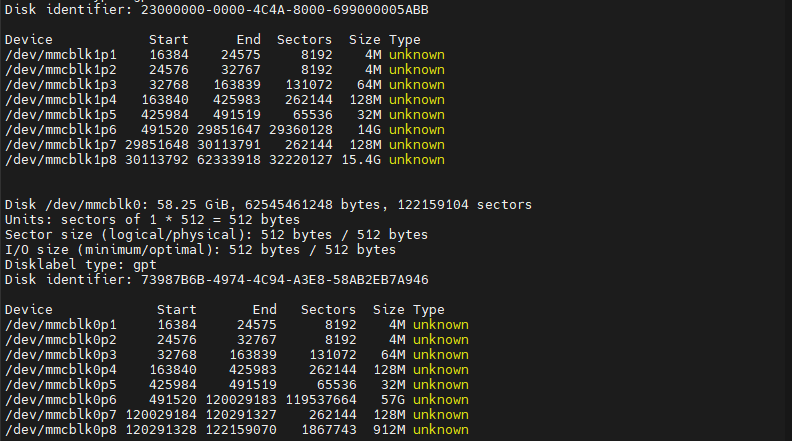 Disk identifier: 23000000-0000-4C4A-8000-699000005ABB
Device Start End Sectors Size Type
/dev/mmcblk1p1 16384 24575 8192 4M unknown
/dev/mmcblk1p2 24576 32767 8192 4M unknown
/dev/mmcblk1p3 32768 163839 131072 64M unknown
/dev/mmcblk1p4 163840 425983 262144 128M unknown
/dev/mmcblk1p5 425984 491519 65536 32M unknown
/dev/mmcblk1p6 491520 29851647 29360128 14G unknown
/dev/mmcblk1p7 29851648 30113791 262144 128M unknown
/dev/mmcblk1p8 30113792 62333918 32220127 15.4G unknown
Disk /dev/mmcblk0: 58.25 GiB, 62545461248 bytes, 122159104 sectors
Units: sectors of 1 * 512 = 512 bytes
Sector size (logical/physical): 512 bytes / 512 bytes
I/O size (minimum/optimal): 512 bytes / 512 bytes
Disklabel type: gpt
Disk identifier: 73987B6B-4974-4C94-A3E8-58AB2EB7A946
Device Start End Sectors Size Type
/dev/mmcblk0p1 16384 24575 8192 4M unknown
/dev/mmcblk0p2 24576 32767 8192 4M unknown
/dev/mmcblk0p3 32768 163839 131072 64M unknown
/dev/mmcblk0p4 163840 425983 262144 128M unknown
/dev/mmcblk0p5 425984 491519 65536 32M unknown
/dev/mmcblk0p6 491520 120029183 119537664 57G unknown
/dev/mmcblk0p7 120029184 120291327 262144 128M unknown
/dev/mmcblk0p8 120291328 122159070 1867743 912M unknown